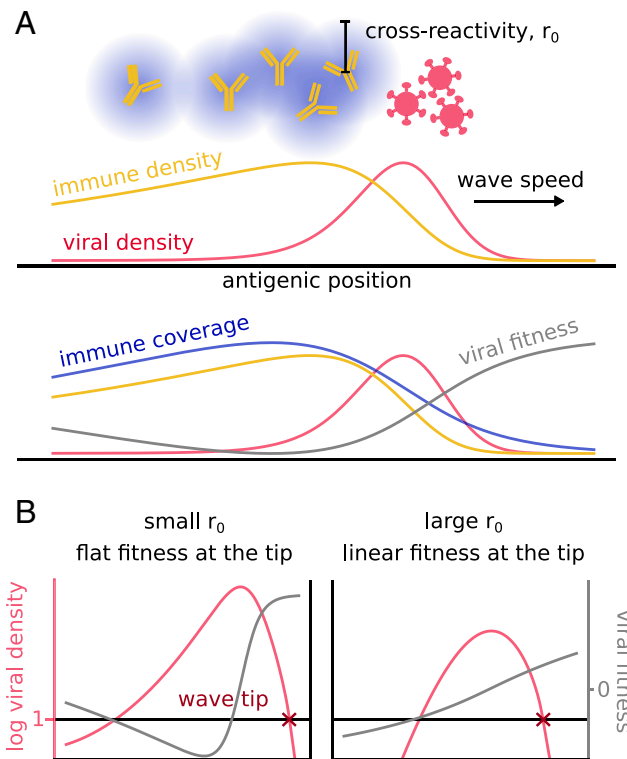 A
cross-reactivity, r₀
immune density
wave speed
viral density
antigenic position
immune coverage
viral fitness
B
small r₀
large r₀
flat fitness at the tip
linear fitness at the tip
log viral density
1
wave tip
0
viral fitness